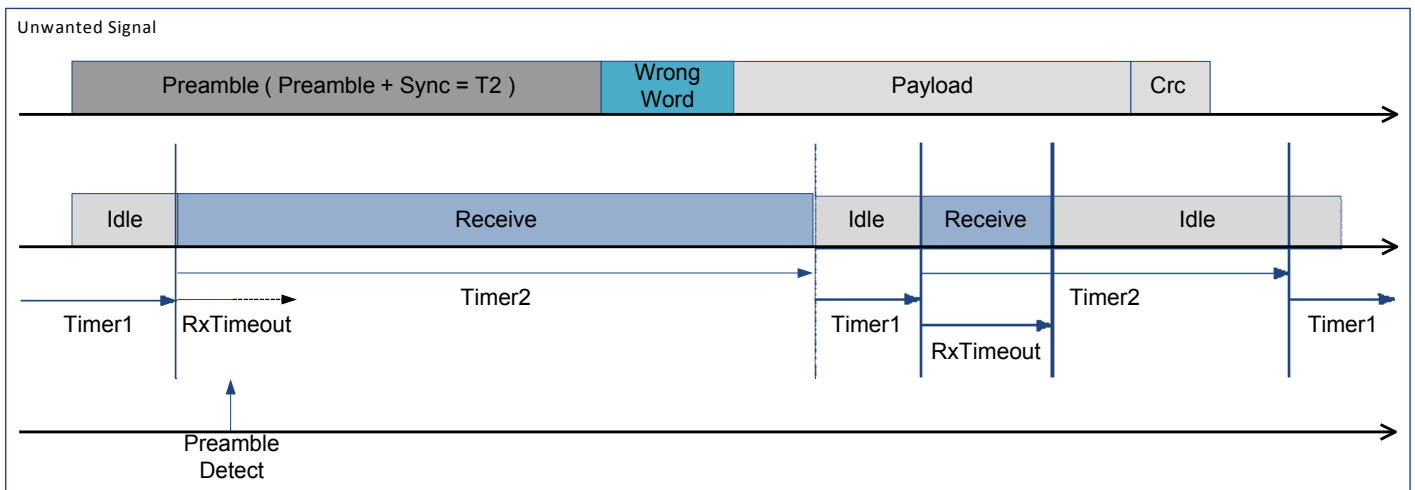 Unwanted Signal
Preamble ( Preamble + Sync = T2 )
Wrong
Word
Payload
Crc
Idle
Receive
Idle
Receive
Idle
Timer2
Timer2
Timer1
RxTimeout
Timer1
Timer1
RxTimeout
Preamble
Detect